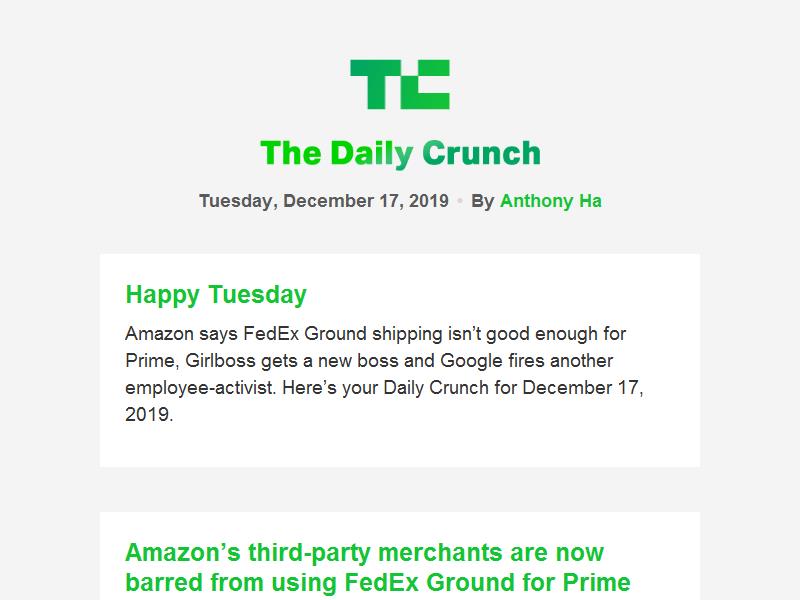 TC
The Daily Crunch
Tuesday, December 17, 2019 • By Anthony Ha
Happy Tuesday
Amazon says FedEx Ground shipping isn’t good enough for
Prime, Girlboss gets a new boss and Google fires another
employee-activist. Here’s your Daily Crunch for December 17,
2019.
Amazon’s third-party merchants are now
barred from using FedEx Ground for Prime